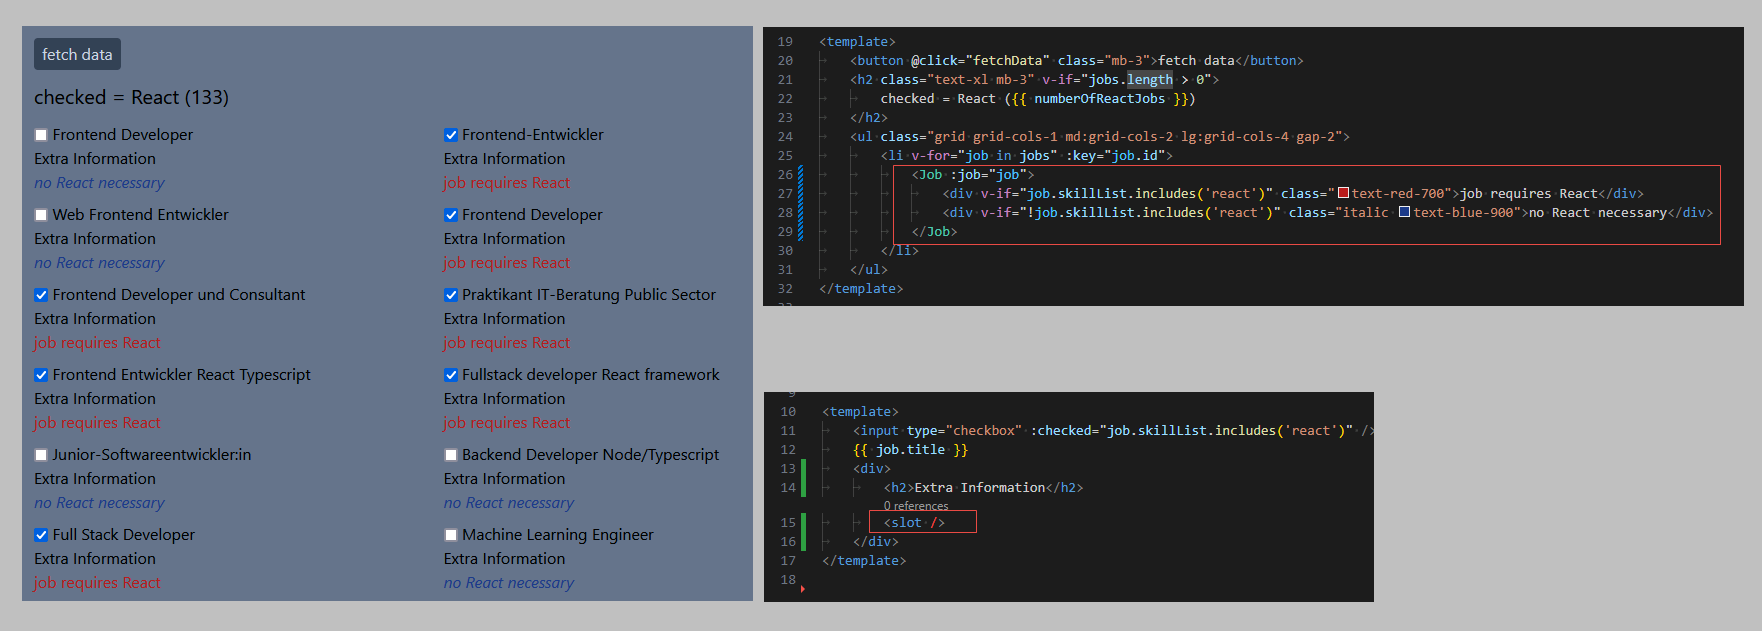 fetch data
checked = React (133)
Frontend Developer
Extra Information
no React necessary
Frontend-Entwickler
Extra Information
job requires React
Web Frontend Entwickler
Extra Information
no React necessary
Frontend Developer
Extra Information
job requires React
Frontend Developer und Consultant
Extra Information
job requires React
Praktikant IT-Beratung Public Sector
Extra Information
job requires React
Frontend Entwickler React Typescript
Extra Information
job requires React
Fullstack developer React framework
Extra Information
job requires React
Junior-Softwareentwickler:in
Extra Information
no React necessary
Backend Developer Node/Typescript
Extra Information
no React necessary
Full Stack Developer
Extra Information
job requires React
Machine Learning Engineer
Extra Information
no React necessary
19 <template>
20 <button @click="fetchData" class="mb-3">fetch data</button>
21 <h2 class="text-xl mb-3" v-if="jobs.length > 0">
22 checked = React ({{ numberOfReactJobs }})
23 </h2>
24 <ul class="grid grid-cols-1 md:grid-cols-2 lg:grid-cols-4 gap-2">
25 <li v-for="job in jobs" :key="job.id">
26 <Job :job="job">
27 <div v-if="job.skillList.includes('react')" class="text-red-700">job requires React</div>
28 <div v-if="!job.skillList.includes('react')" class="italic text-blue-900">no React necessary</div>
29 </Job>
30 </li>
31 </ul>
32 </template>
10 <template>
11 <input type="checkbox" :checked="job.skillList.includes('react')" />
12 {{ job.title }}
13 <div>
14 <h2>Extra Information</h2>
0 references
15 <slot />
16 </div>
17 </template>
18